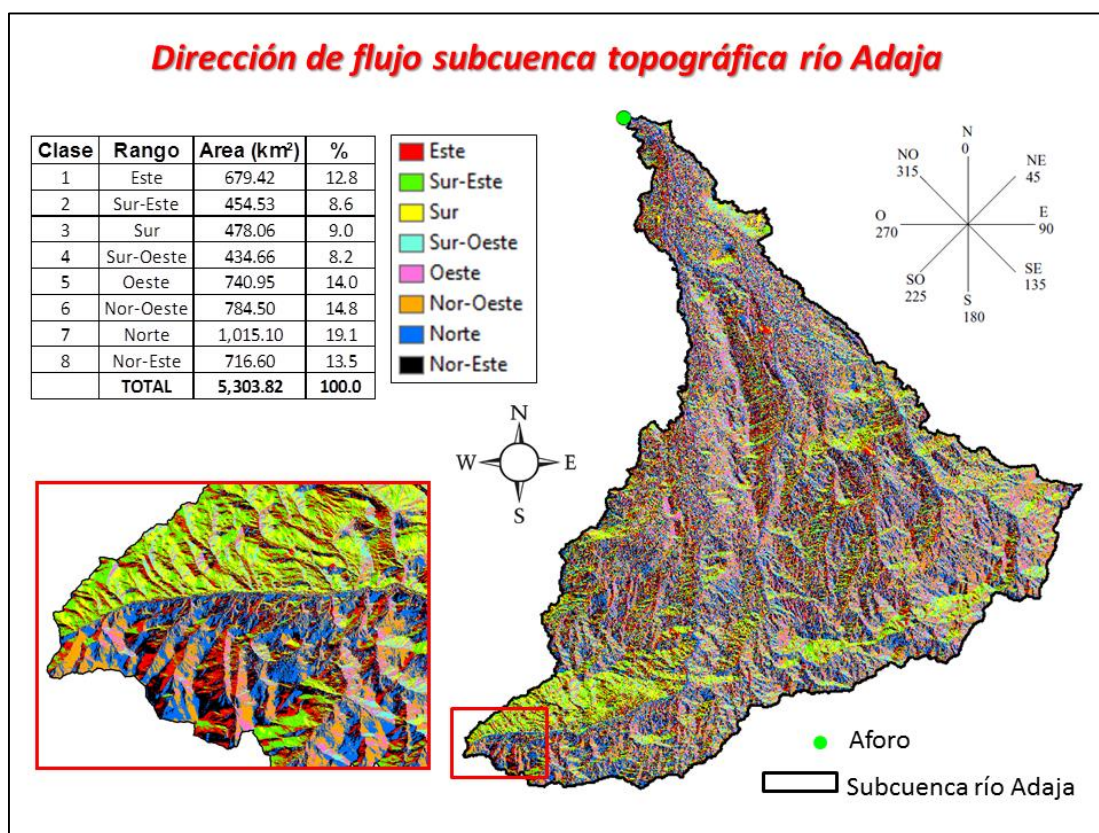 Dirección de flujo subcuenca topográfica río Adaja
Clase Rango Area (km²) %
1 Este 679.42 12.8
2 Sur-Este 454.53 8.6
3 Sur 478.06 9.0
4 Sur-Oeste 434.66 8.2
5 Oeste 740.95 14.0
6 Nor-Oeste 784.50 14.8
7 Norte 1,015.10 19.1
8 Nor-Este 716.60 13.5
TOTAL 5,303.82 100.0
Este
Sur-Este
Sur
Sur-Oeste
Oeste
Nor-Oeste
Norte
Nor-Este
N
0
NO
315
NE
45
O
270
E
90
SO
225
SE
135
S
180
N
W E
S
Aforo
Subcuenca río Adaja